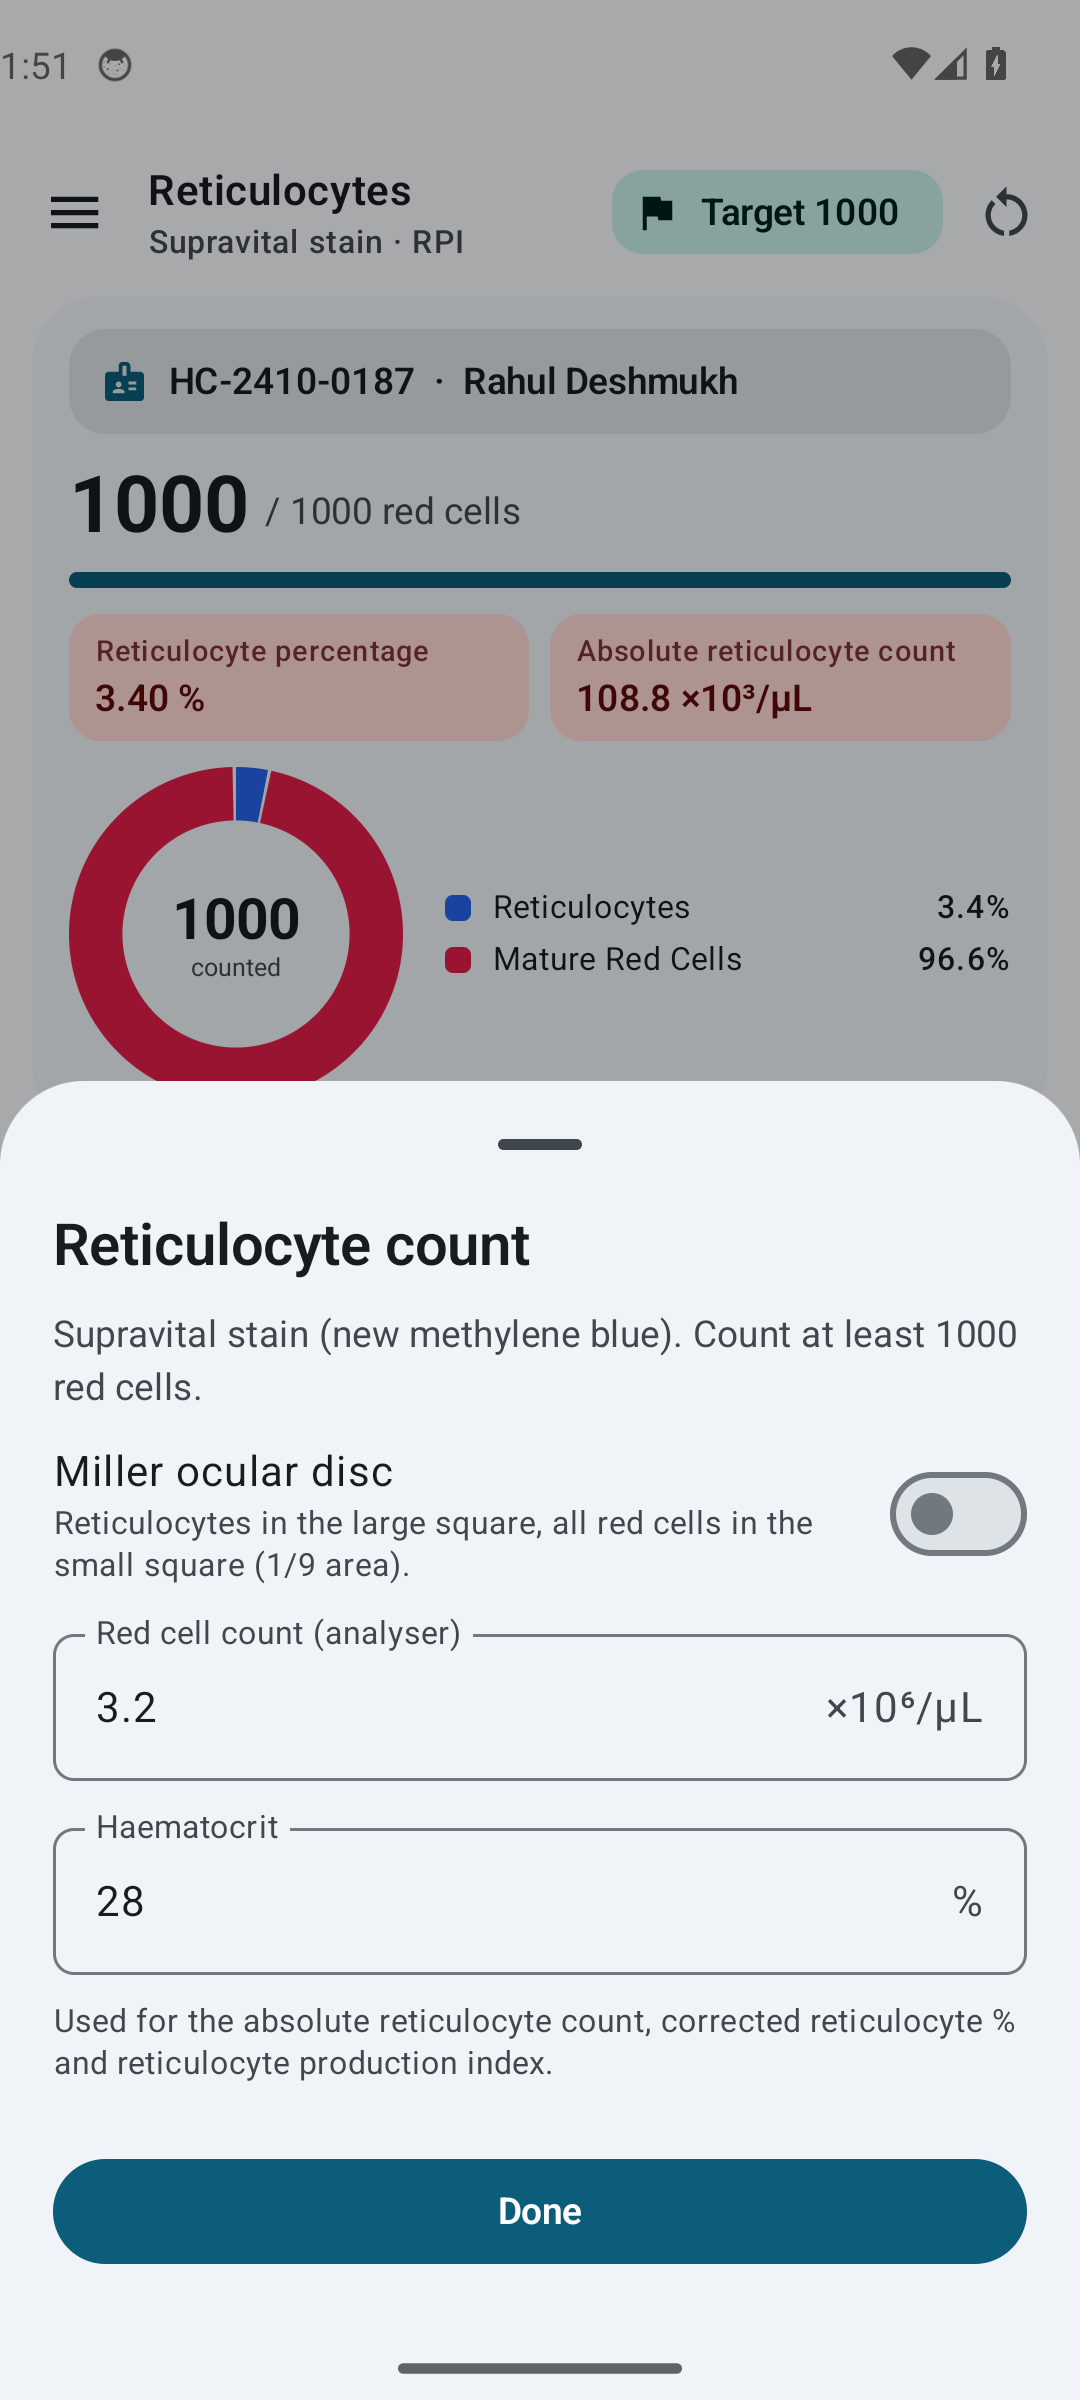 1:51
Reticulocytes
Supravital stain · RPI
Target 1000
HC-2410-0187 · Rahul Deshmukh
1000 / 1000 red cells
Reticulocyte percentage
3.40 %
Absolute reticulocyte count
108.8 ×10³/µL
1000
counted
Reticulocytes 3.4%
Mature Red Cells 96.6%
Reticulocyte count
Supravital stain (new methylene blue). Count at least 1000
red cells.
Miller ocular disc
Reticulocytes in the large square, all red cells in the
small square (1/9 area).
Red cell count (analyser)
3.2 ×10⁶/µL
Haematocrit
28 %
Used for the absolute reticulocyte count, corrected reticulocyte %
and reticulocyte production index.
Done